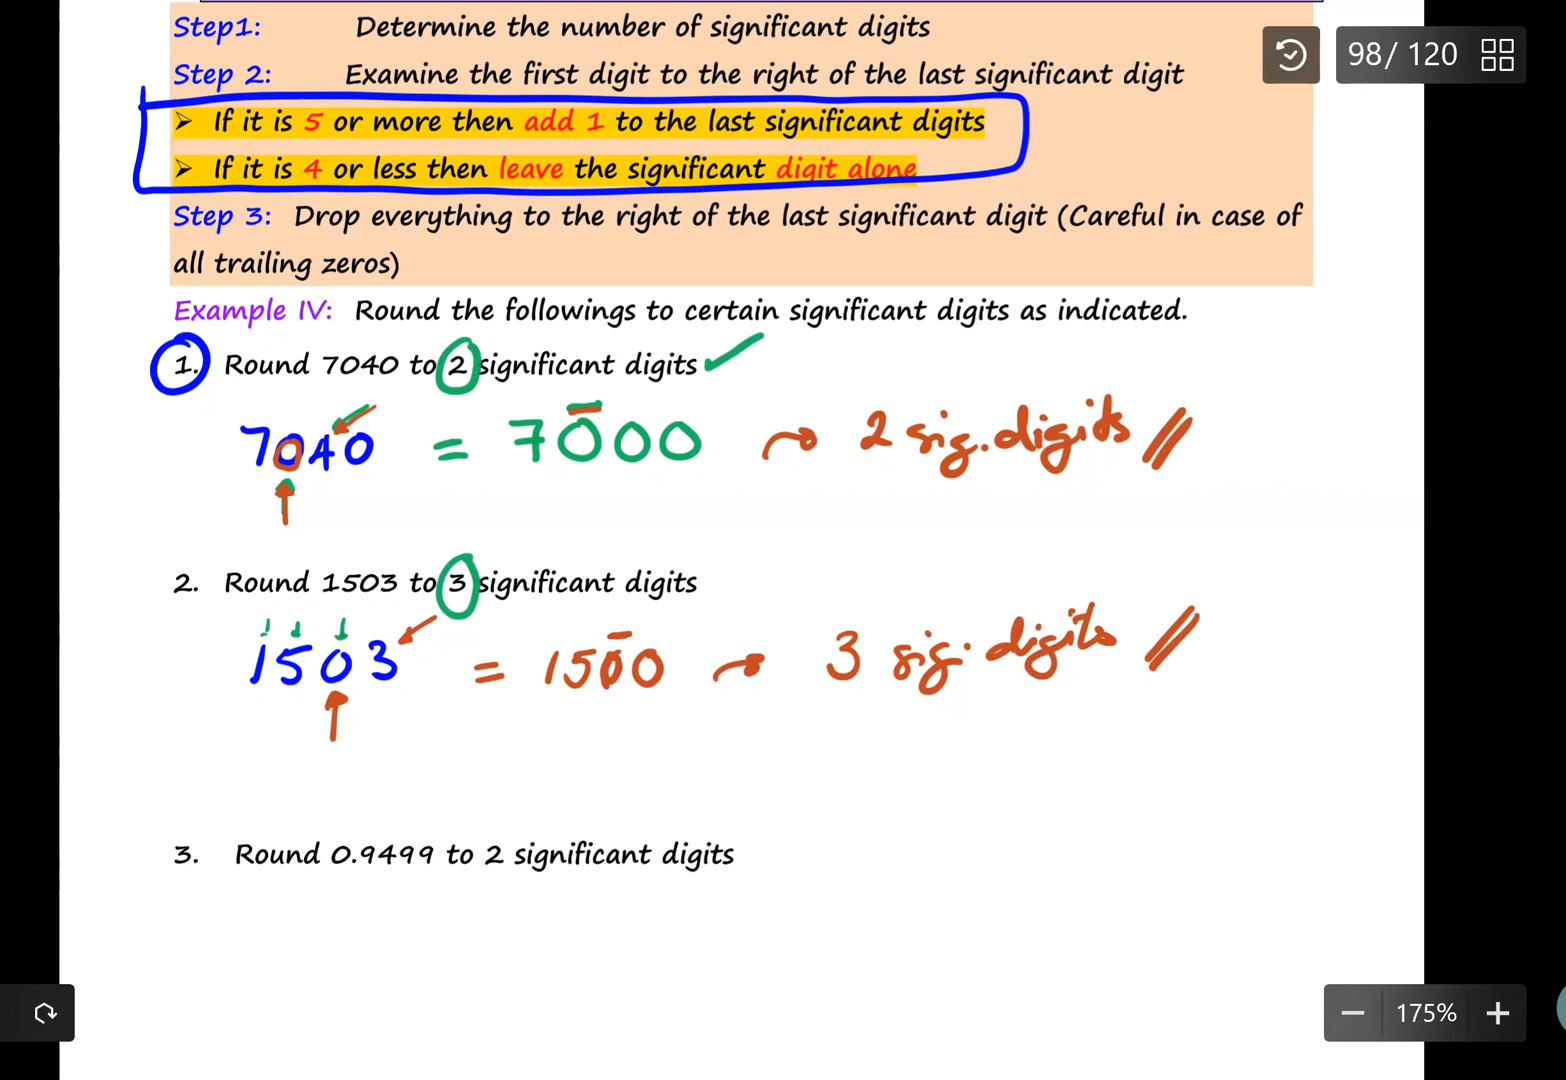 Step1: Determine the number of significant digits
98/ 120
Step 2: Examine the first digit to the right of the last significant digit
➤ If it is 5 or more then add 1 to the last significant digits
➤ If it is 4 or less then leave the significant digit alone
Step 3: Drop everything to the right of the last significant digit (Careful in case of
all trailing zeros)
Example IV: Round the followings to certain significant digits as indicated.
1. Round 7040 to 2 significant digits ✓
7040 = 70̅00 ⤳ 2 sig. digits //
2. Round 1503 to 3 significant digits
1503 = 150̅0 ⤳ 3 sig. digits //
3. Round 0.9499 to 2 significant digits
175%